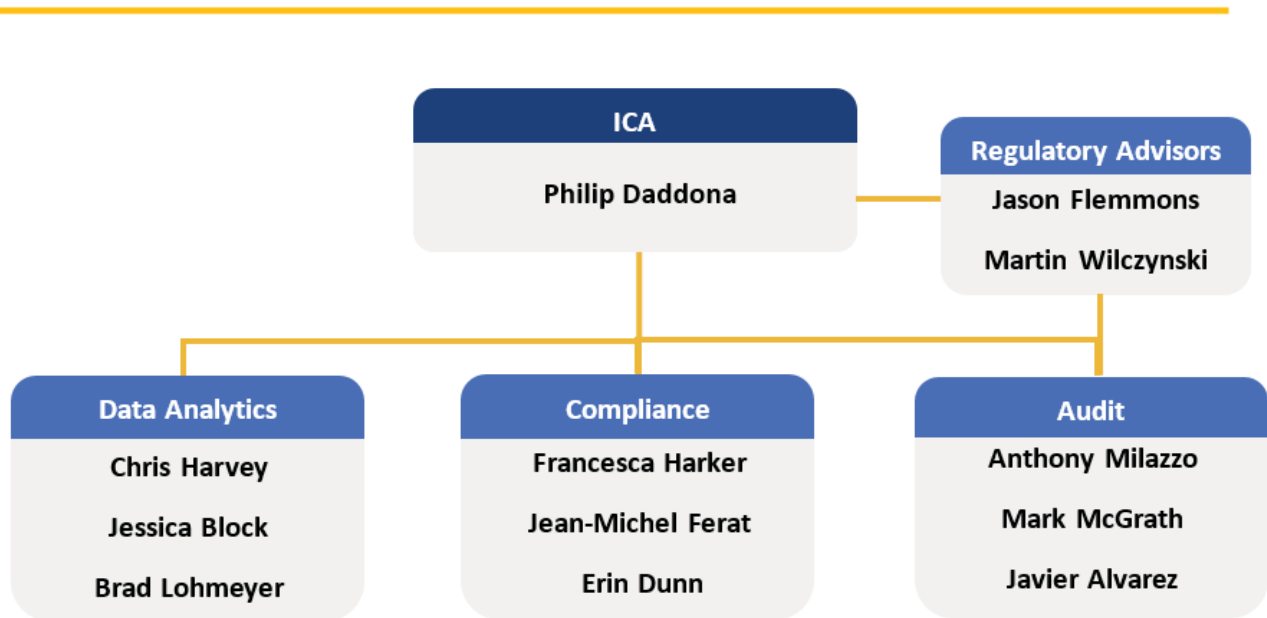 ICA
Philip Daddona
Regulatory Advisors
Jason Flemmons
Martin Wilczynski
Data Analytics
Chris Harvey
Jessica Block
Brad Lohmeyer
Compliance
Francesca Harker
Jean-Michel Ferat
Erin Dunn
Audit
Anthony Milazzo
Mark McGrath
Javier Alvarez